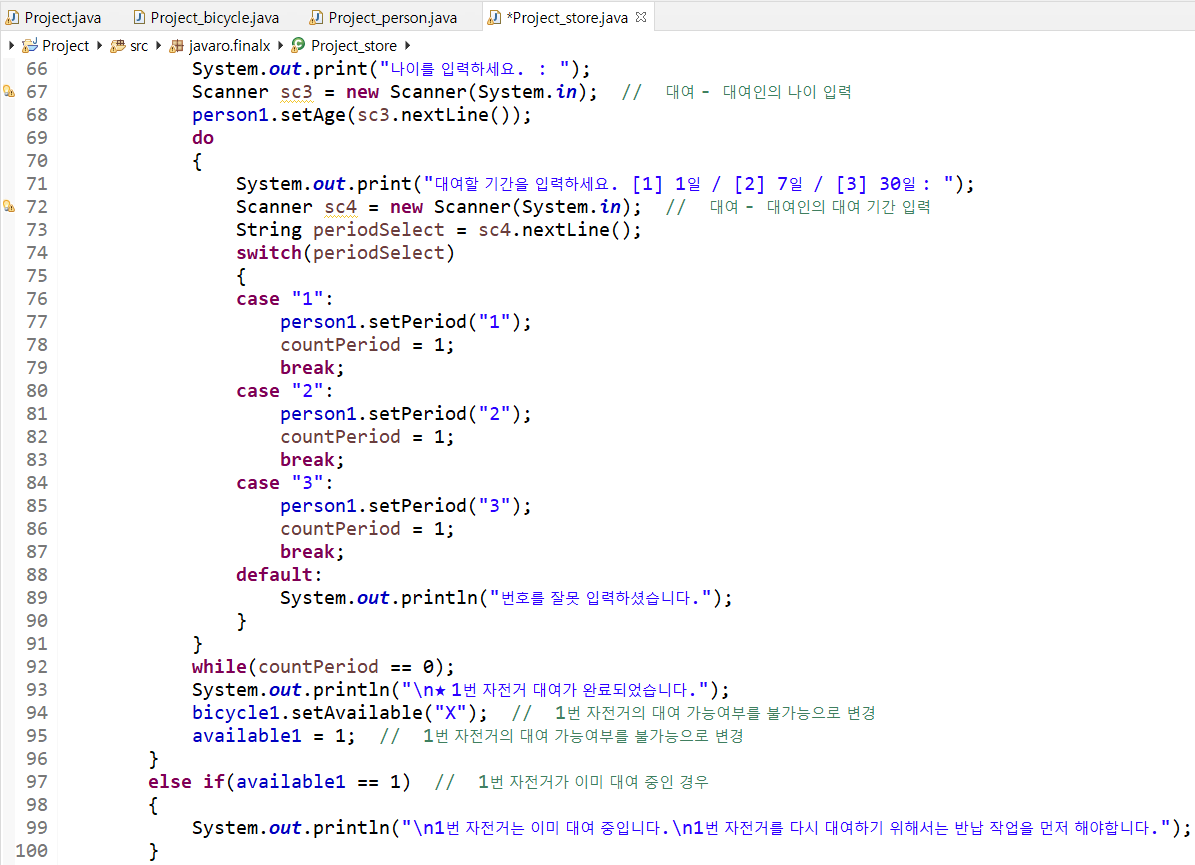 Project.java Project_bicycle.java Project_person.java *Project_store.java
Project src javaro.finalx Project_store
66 System.out.print("나이를 입력하세요. : ");
67 Scanner sc3 = new Scanner(System.in); // 대여 - 대여인의 나이 입력
68 person1.setAge(sc3.nextLine());
69 do
70 {
71 System.out.print("대여할 기간을 입력하세요. [1] 1일 / [2] 7일 / [3] 30일 : ");
72 Scanner sc4 = new Scanner(System.in); // 대여 - 대여인의 대여 기간 입력
73 String periodSelect = sc4.nextLine();
74 switch(periodSelect)
75 {
76 case "1":
77 person1.setPeriod("1");
78 countPeriod = 1;
79 break;
80 case "2":
81 person1.setPeriod("2");
82 countPeriod = 1;
83 break;
84 case "3":
85 person1.setPeriod("3");
86 countPeriod = 1;
87 break;
88 default:
89 System.out.println("번호를 잘못 입력하셨습니다.");
90 }
91 }
92 while(countPeriod == 0);
93 System.out.println("\n★ 1번 자전거 대여가 완료되었습니다.");
94 bicycle1.setAvailable("X"); // 1번 자전거의 대여 가능여부를 불가능으로 변경
95 available1 = 1; // 1번 자전거의 대여 가능여부를 불가능으로 변경
96 }
97 else if(available1 == 1) // 1번 자전거가 이미 대여 중인 경우
98 {
99 System.out.println("\n1번 자전거는 이미 대여 중입니다.\n1번 자전거를 다시 대여하기 위해서는 반납 작업을 먼저 해야합니다.");
100 }